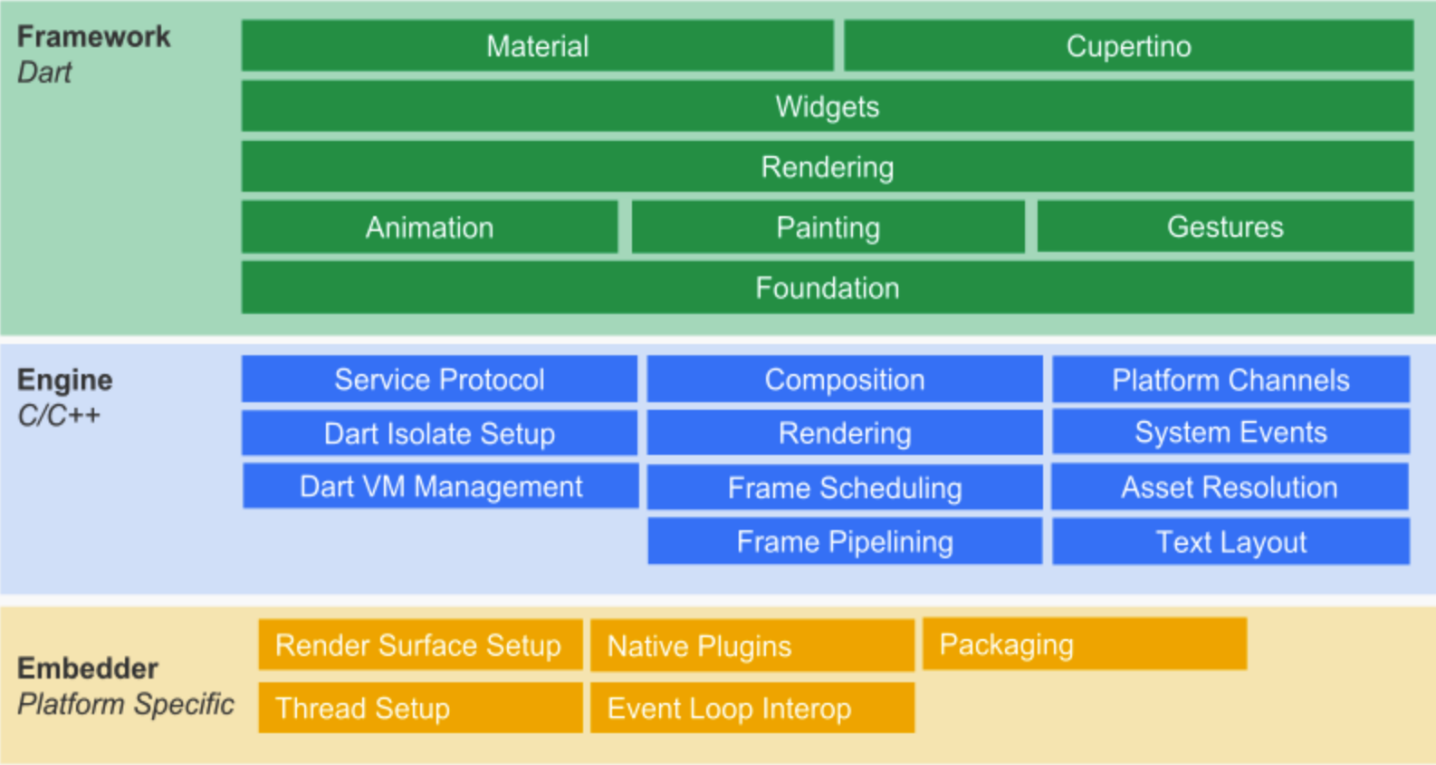 Framework
Dart
Material
Cupertino
Widgets
Rendering
Animation
Painting
Gestures
Foundation
Engine
C/C++
Service Protocol
Composition
Platform Channels
Dart Isolate Setup
Rendering
System Events
Dart VM Management
Frame Scheduling
Asset Resolution
Frame Pipelining
Text Layout
Embedder
Platform Specific
Render Surface Setup
Native Plugins
Packaging
Thread Setup
Event Loop Interop